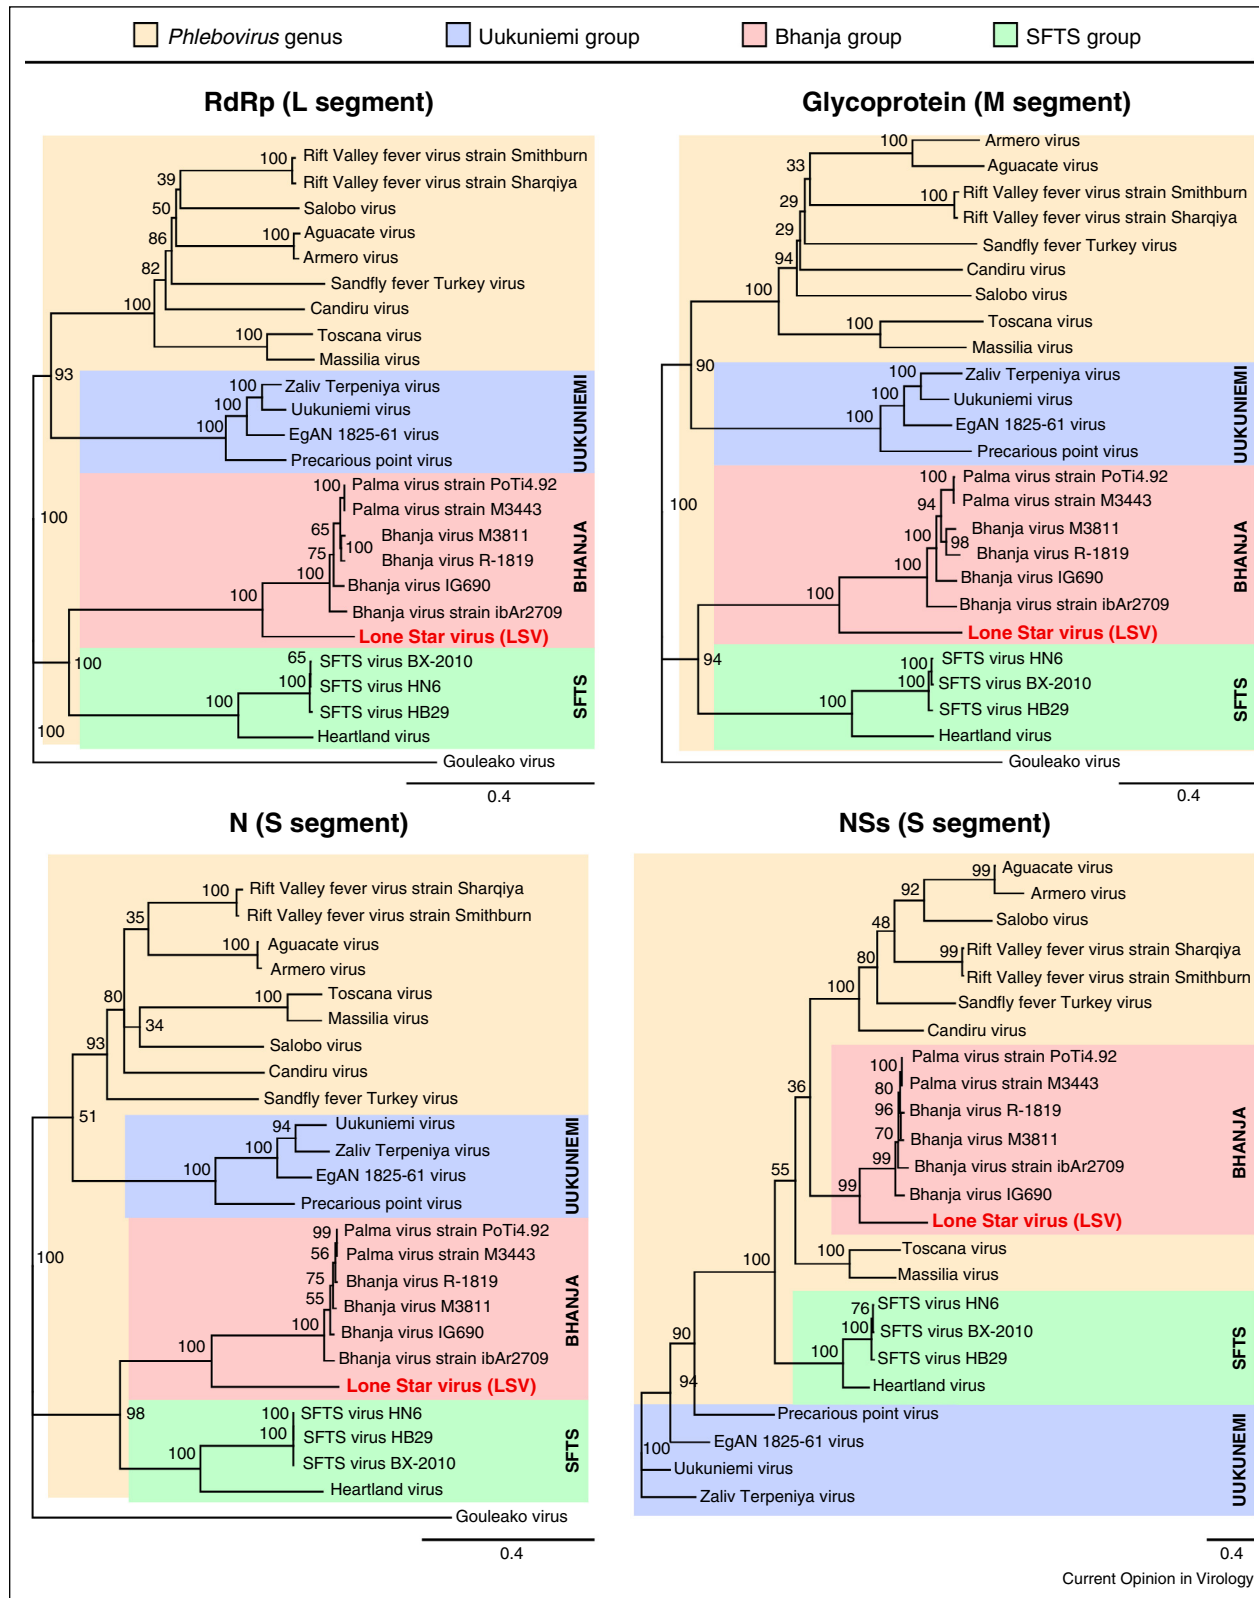 Phlebovirus genus
Uukuniemi group
Bhanja group
SFTS group
RdRp (L segment)
100
Rift Valley fever virus strain Smithburn
39
Rift Valley fever virus strain Sharqiya
50
Salobo virus
86
100
Aguacate virus
Armero virus
82
Sandfly fever Turkey virus
100
Candiru virus
100
Toscana virus
Massilia virus
93
100
Zaliv Terpeniya virus
100
Uukuniemi virus
100
EgAN 1825-61 virus
Precarious point virus
UUKUNIEMI
100
Palma virus strain PoTi4.92
Palma virus strain M3443
100
65
Bhanja virus M3811
100
75
Bhanja virus R-1819
100
Bhanja virus IG690
100
Bhanja virus strain ibAr2709
Lone Star virus (LSV)
BHANJA
100
65
SFTS virus BX-2010
100
SFTS virus HN6
100
SFTS virus HB29
100
Heartland virus
SFTS
Gouleako virus
0.4
Glycoprotein (M segment)
100
Armero virus
33
Aguacate virus
100
Rift Valley fever virus strain Smithburn
29
Rift Valley fever virus strain Sharqiya
29
Sandfly fever Turkey virus
94
Candiru virus
100
Salobo virus
100
Toscana virus
Massilia virus
90
100
Zaliv Terpeniya virus
100
Uukuniemi virus
100
EgAN 1825-61 virus
Precarious point virus
UUKUNIEMI
100
Palma virus strain PoTi4.92
94
Palma virus strain M3443
100
100
Bhanja virus M3811
98
Bhanja virus R-1819
100
Bhanja virus IG690
100
Bhanja virus strain ibAr2709
Lone Star virus (LSV)
BHANJA
94
100
SFTS virus HN6
100
SFTS virus BX-2010
100
SFTS virus HB29
Heartland virus
SFTS
Gouleako virus
0.4
N (S segment)
100
Rift Valley fever virus strain Sharqiya
35
Rift Valley fever virus strain Smithburn
100
Aguacate virus
Armero virus
80
100
Toscana virus
34
Massilia virus
93
Salobo virus
Candiru virus
Sandfly fever Turkey virus
51
94
Uukuniemi virus
100
Zaliv Terpeniya virus
100
EgAN 1825-61 virus
Precarious point virus
UUKUNIEMI
99
Palma virus strain PoTi4.92
100
56
Palma virus strain M3443
75
Bhanja virus R-1819
55
Bhanja virus M3811
100
Bhanja virus IG690
100
Bhanja virus strain ibAr2709
Lone Star virus (LSV)
BHANJA
98
100
SFTS virus HN6
100
SFTS virus HB29
100
SFTS virus BX-2010
Heartland virus
SFTS
Gouleako virus
0.4
NSs (S segment)
99
Aguacate virus
92
Armero virus
48
Salobo virus
80
99
Rift Valley fever virus strain Sharqiya
Rift Valley fever virus strain Smithburn
100
Sandfly fever Turkey virus
Candiru virus
36
100
Palma virus strain PoTi4.92
80
Palma virus strain M3443
96
Bhanja virus R-1819
70
Bhanja virus M3811
99
Bhanja virus strain ibAr2709
99
Bhanja virus IG690
Lone Star virus (LSV)
BHANJA
55
100
Toscana virus
Massilia virus
100
76
SFTS virus HN6
100
SFTS virus BX-2010
100
SFTS virus HB29
Heartland virus
SFTS
90
94
Precarious point virus
EgAN 1825-61 virus
100
Uukuniemi virus
Zaliv Terpeniya virus
UUKUNEMI
0.4
Current Opinion in Virology